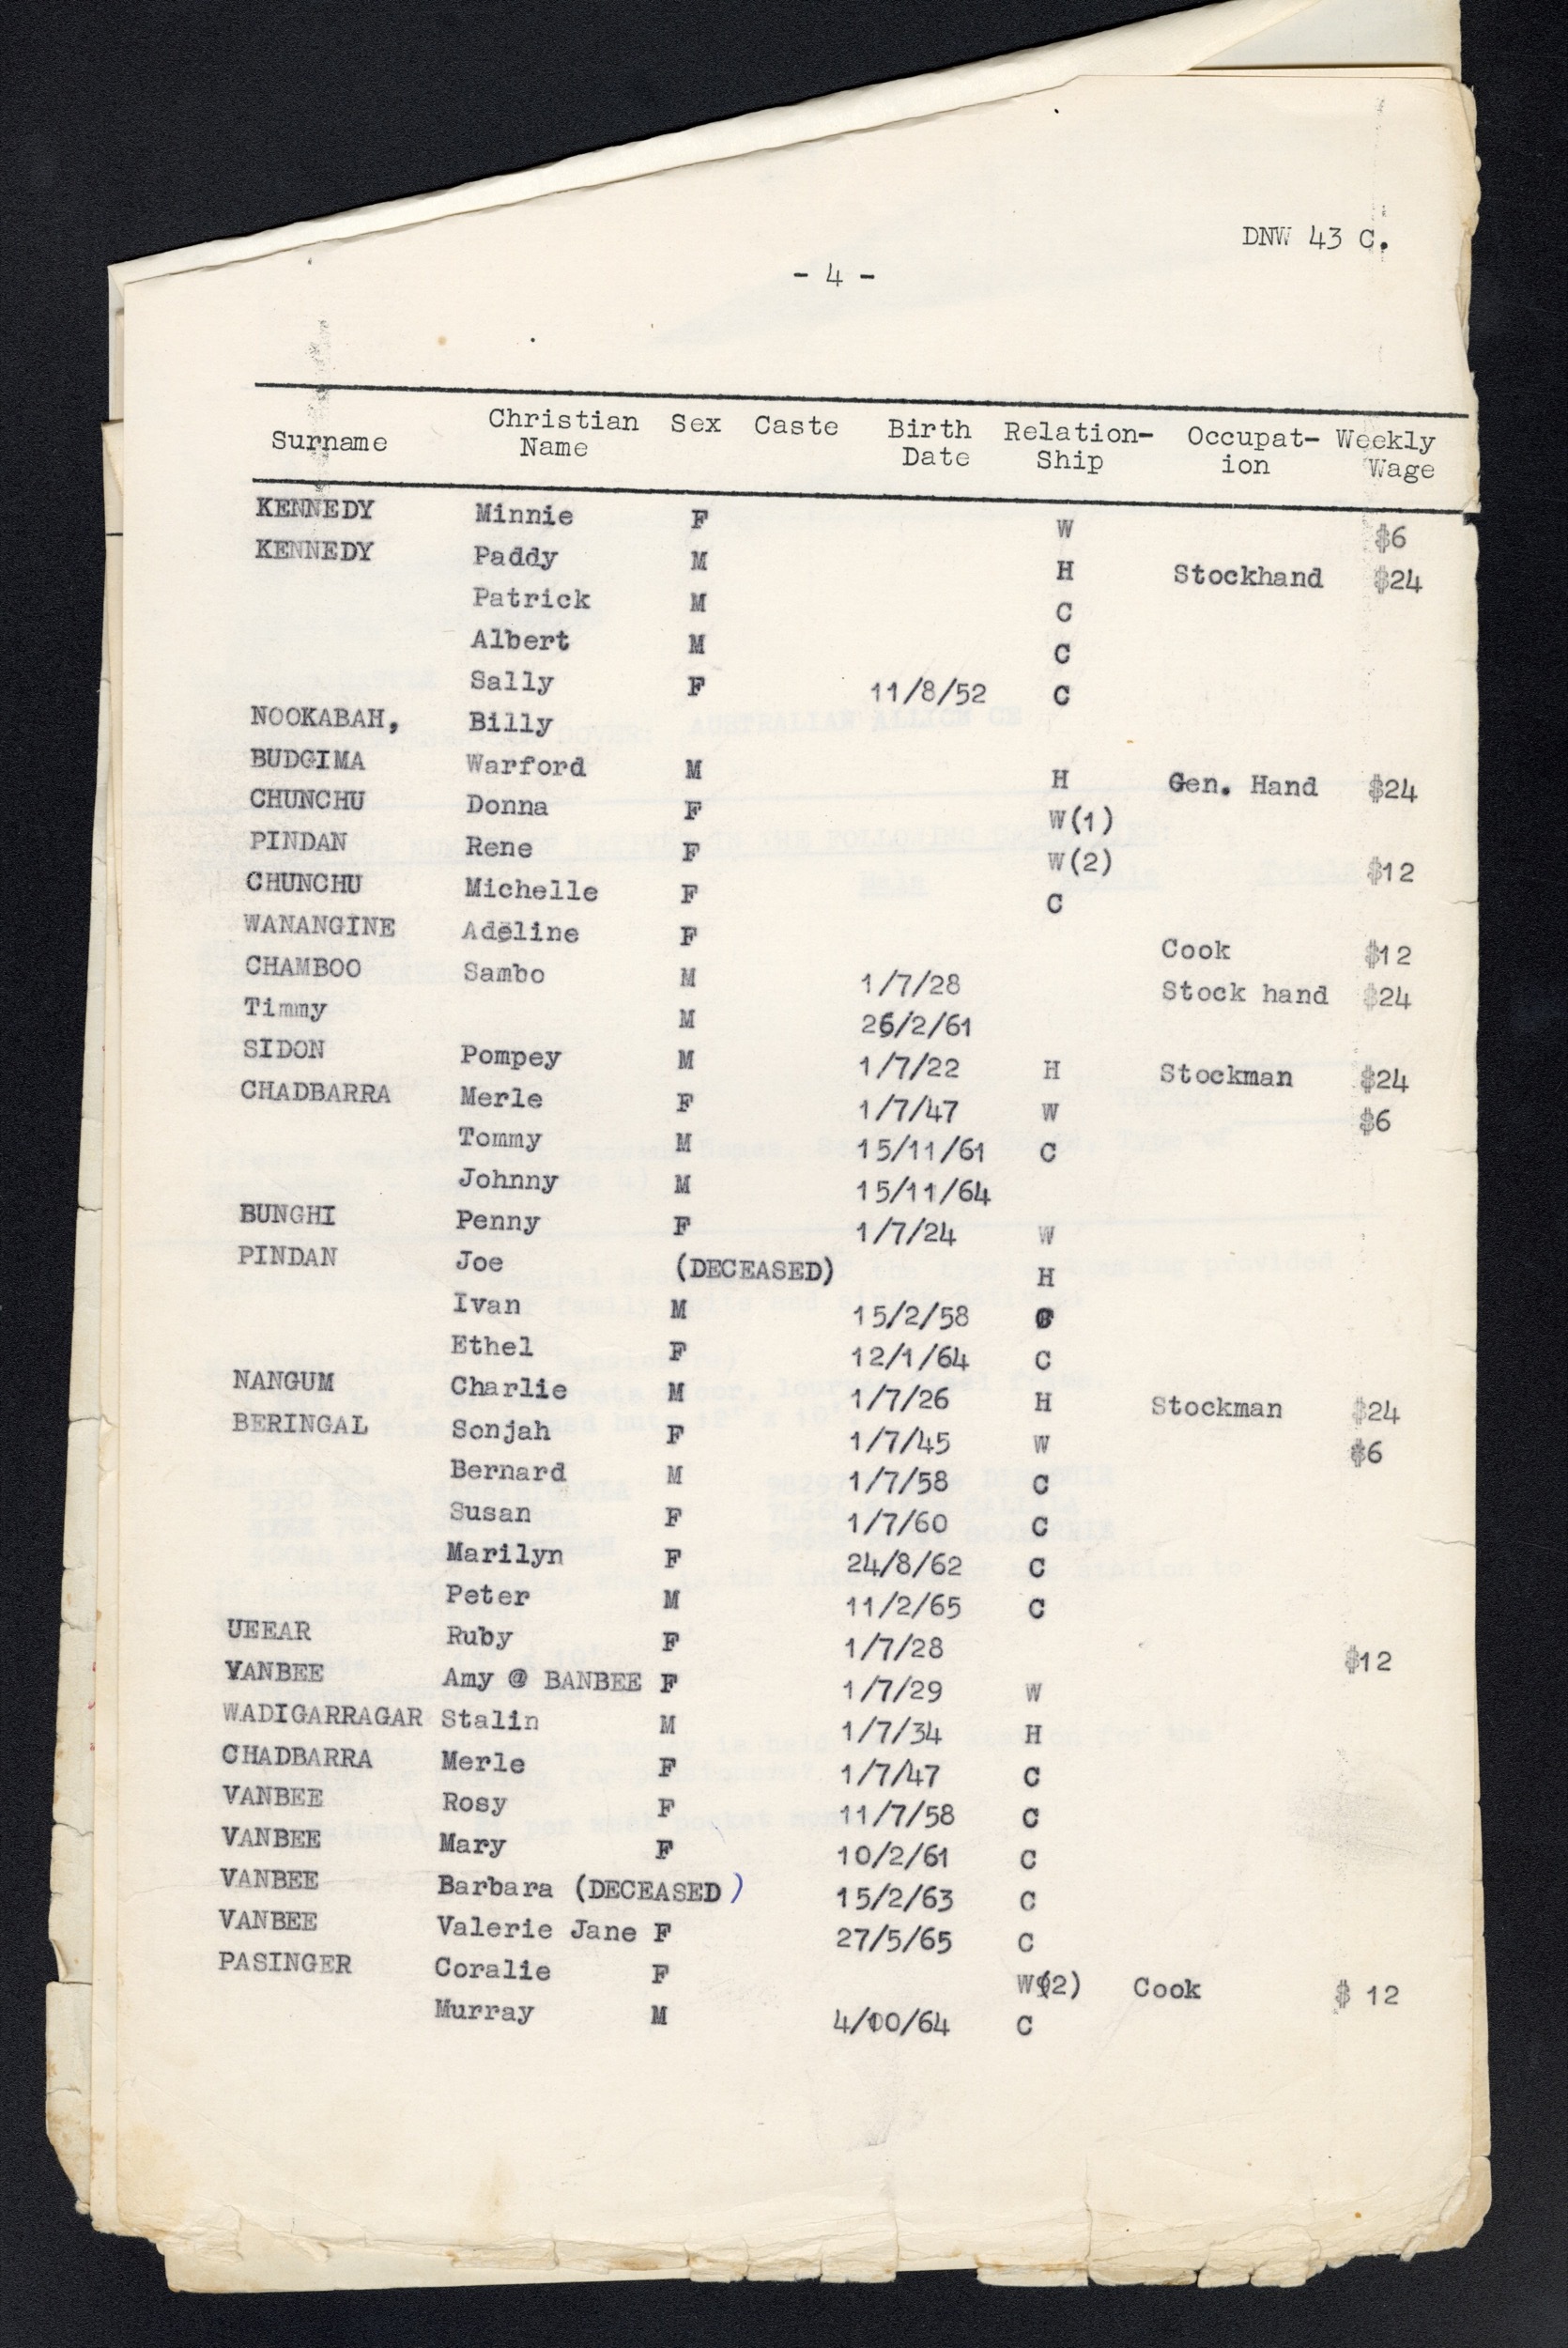 DNW 43 C.
- 4 -
Surname Christian Name Sex Caste Birth Date Relation-Ship Occupat-ion Weekly Wage
KENNEDY Minnie F W $6
KENNEDY Paddy M H Stockhand $24
Patrick M C
Albert M C
Sally F 11/8/52 C
NOOKABAH, Billy
BUDGIMA Warford M H Gen. Hand $24
CHUNCHU Donna F W(1)
PINDAN Rene F W(2) $12
CHUNCHU Michelle F C
WANANGINE Adeline F Cook $12
CHAMBOO Sambo M 1/7/28 Stock hand $24
Timmy M 26/2/61
SIDON Pompey M 1/7/22 H Stockman $24
CHADBARRA Merle F 1/7/47 W $6
Tommy M 15/11/61 C
Johnny M 15/11/64
BUNGHI Penny F 1/7/24 W
PINDAN Joe (DECEASED) H
Ivan M 15/2/58 C
Ethel F 12/1/64 C
NANGUM Charlie M 1/7/26 H Stockman $24
BERINGAL Sonjah F 1/7/45 W $6
Bernard M 1/7/58 C
Susan F 1/7/60 C
Marilyn F 24/8/62 C
Peter M 11/2/65 C
UEEAR Ruby F 1/7/28 $12
VANBEE Amy @ BANBEE F 1/7/29 W
WADIGARRAGAR Stalin M 1/7/34 H
CHADBARRA Merle F 1/7/47 C
VANBEE Rosy F 11/7/58 C
VANBEE Mary F 10/2/61 C
VANBEE Barbara (DECEASED) 15/2/63 C
VANBEE Valerie Jane F 27/5/65 C
PASINGER Coralie F W(2) Cook $ 12
Murray M 4/10/64 C